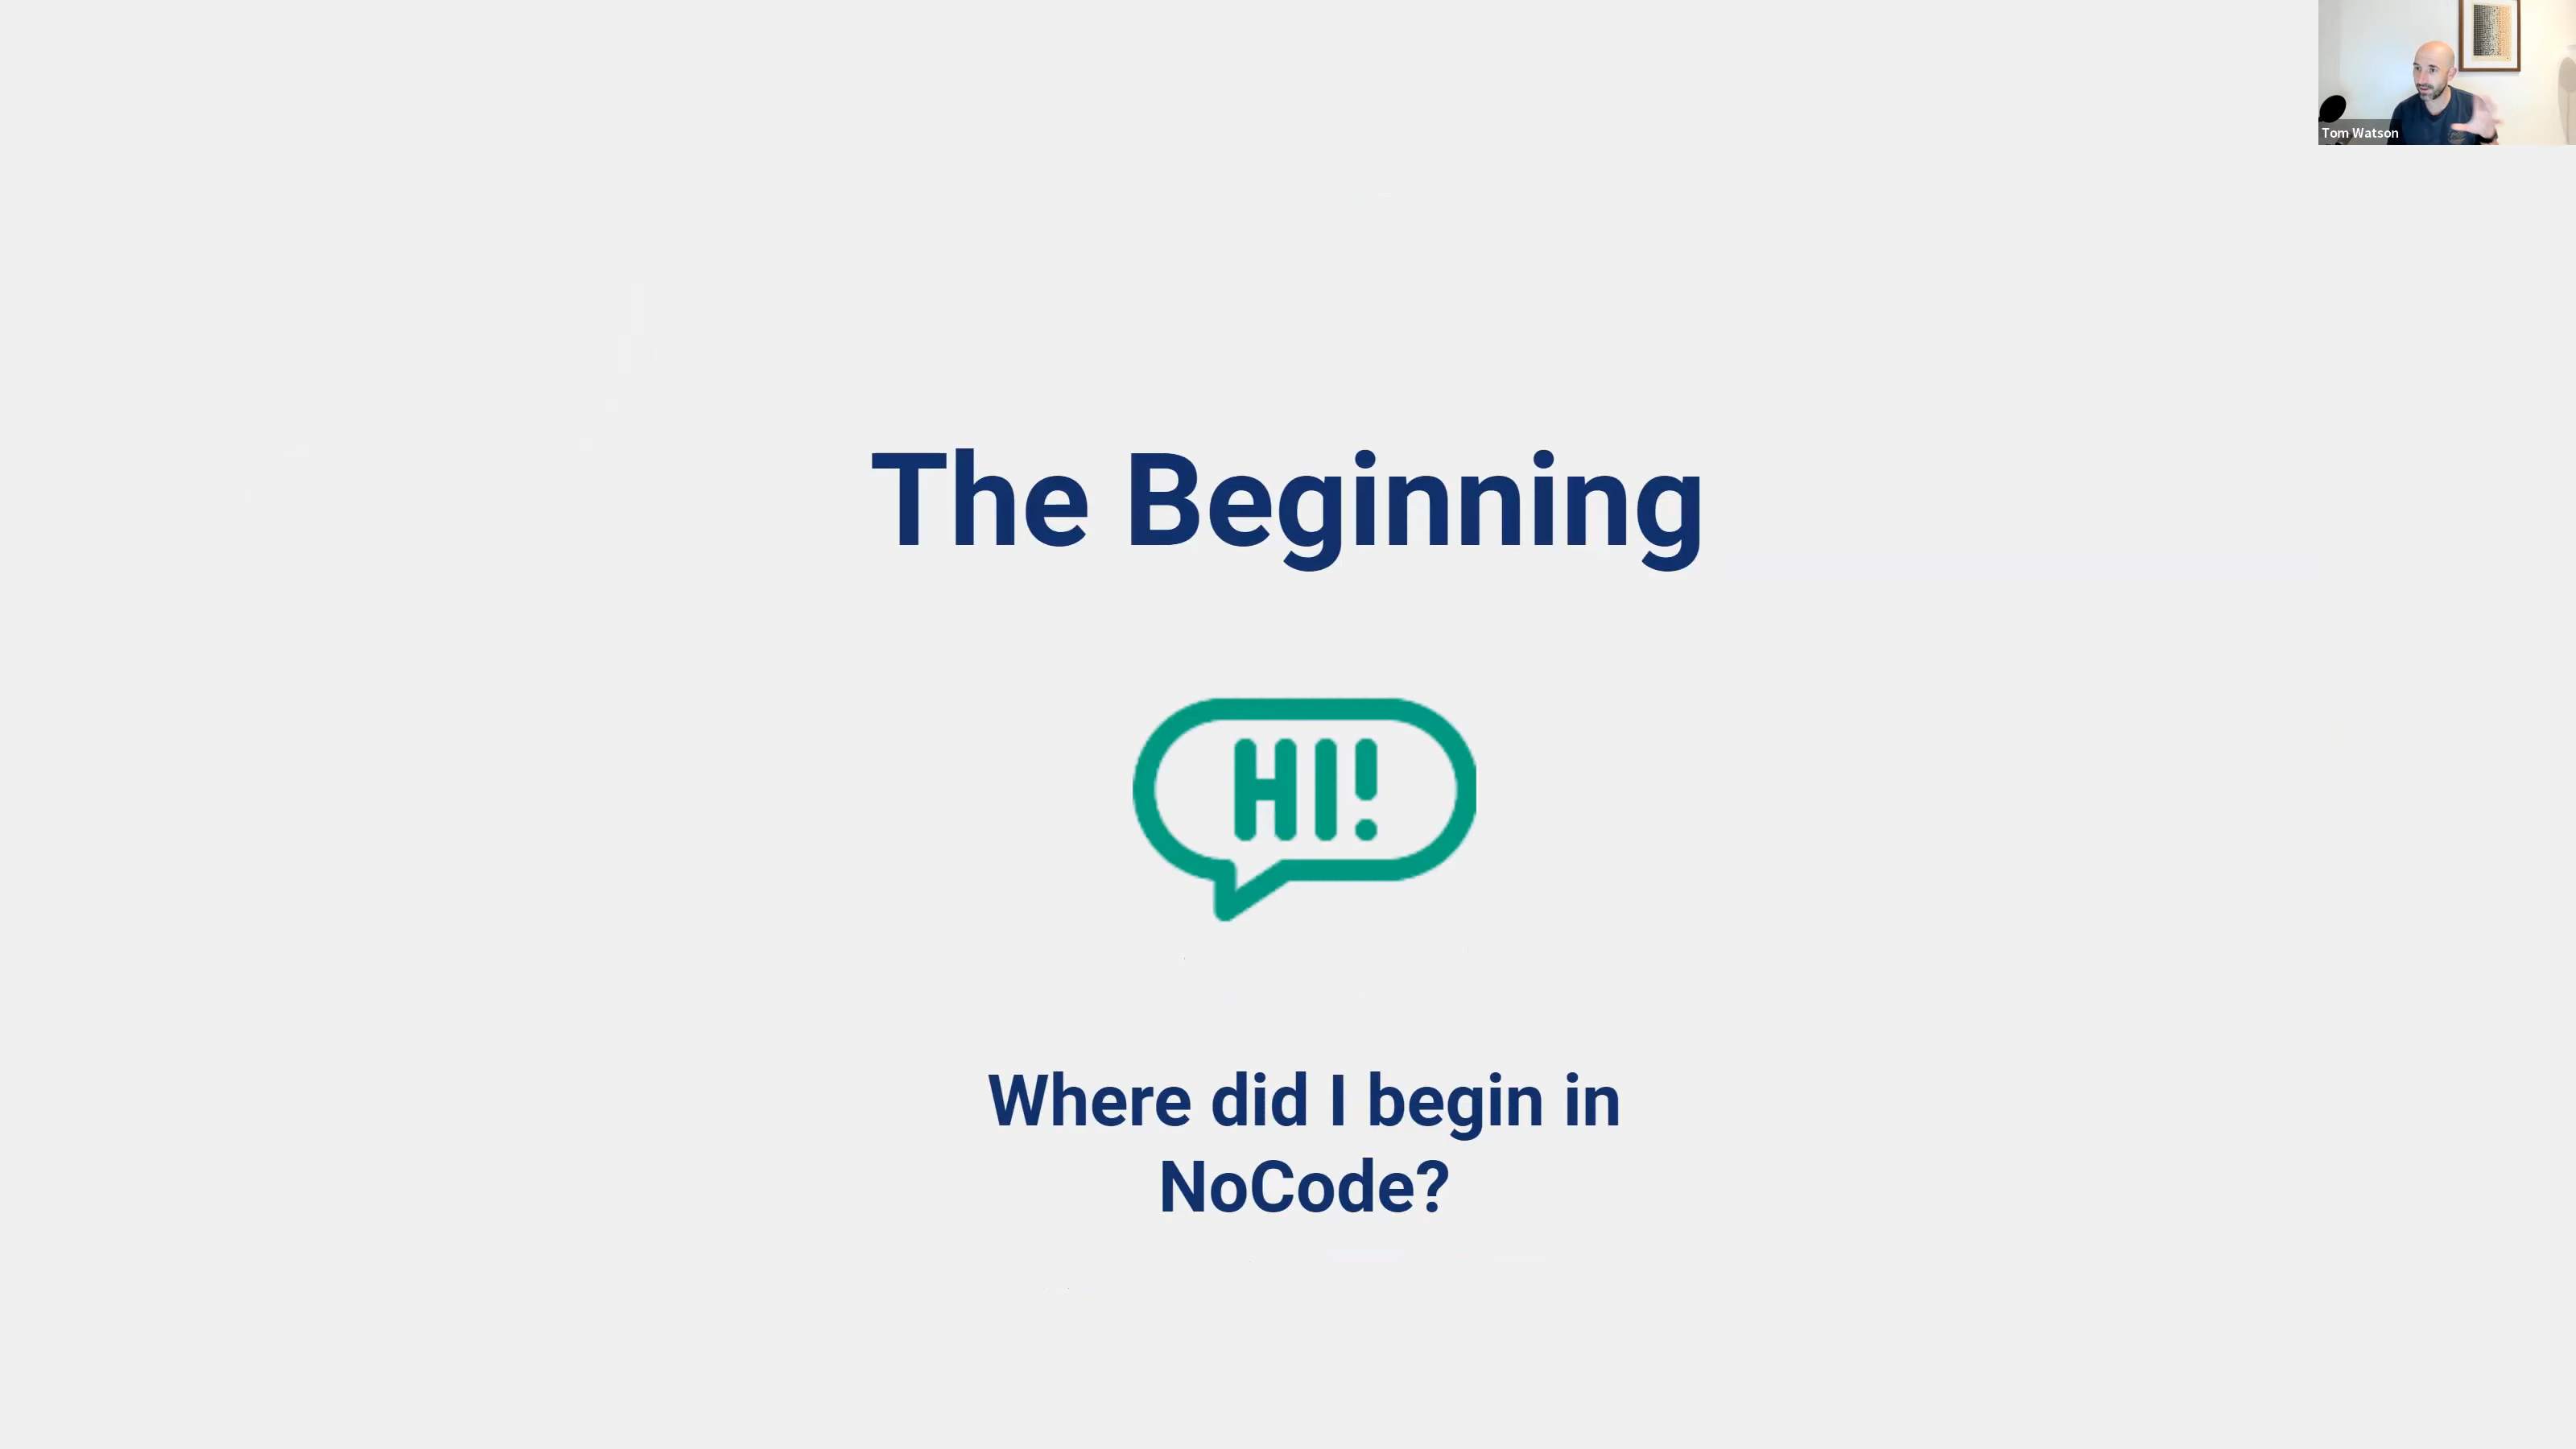 Tom Watson
The Beginning
HI!
Where did I begin in
NoCode?